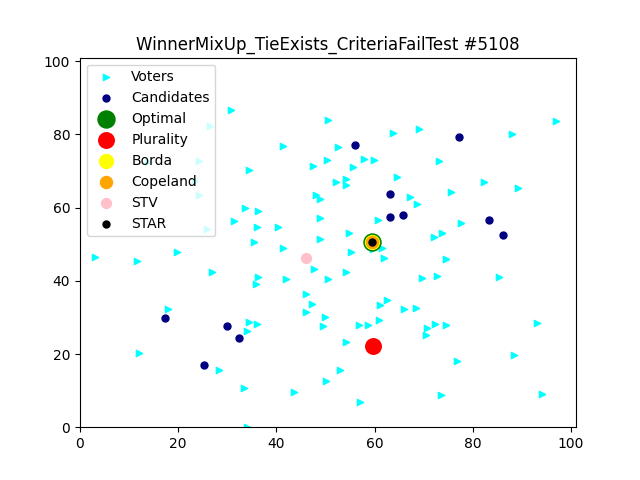 WinnerMixUp_TieExists_CriteriaFailTest #5108
100
80
60
40
20
0
Voters
Candidates
Optimal
Plurality
Borda
Copeland
STV
STAR
0 20 40 60 80 100